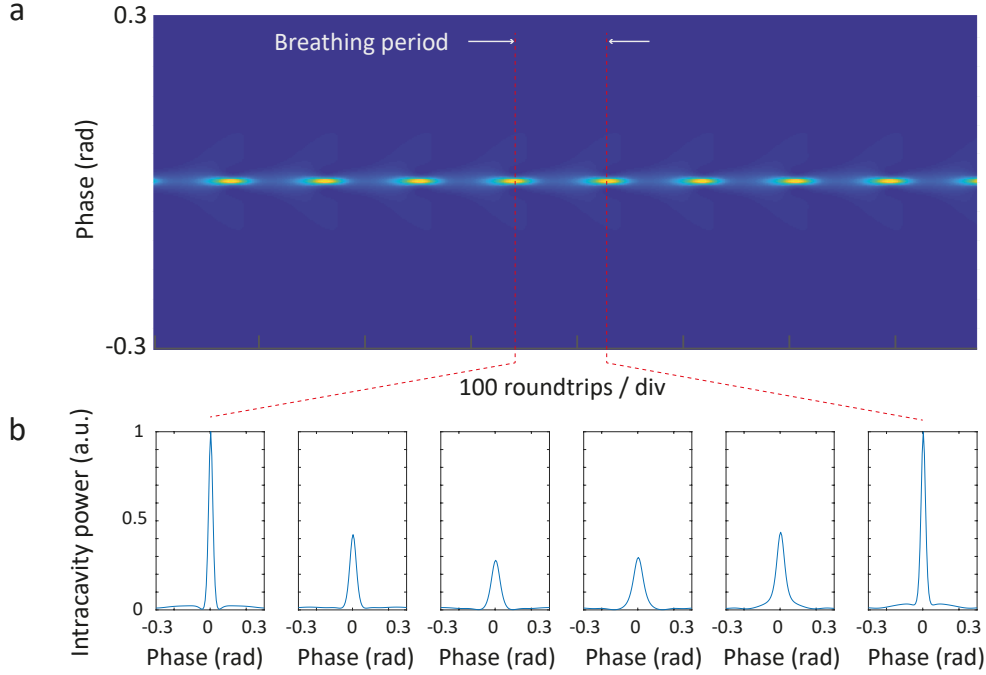 a
0.3
Breathing period
Phase (rad)
-0.3
100 roundtrips / div
b
Intracavity power (a.u.)
1
0.5
0
-0.3 0 0.3 -0.3 0 0.3 -0.3 0 0.3 -0.3 0 0.3 -0.3 0 0.3 -0.3 0 0.3
Phase (rad) Phase (rad) Phase (rad) Phase (rad) Phase (rad) Phase (rad)